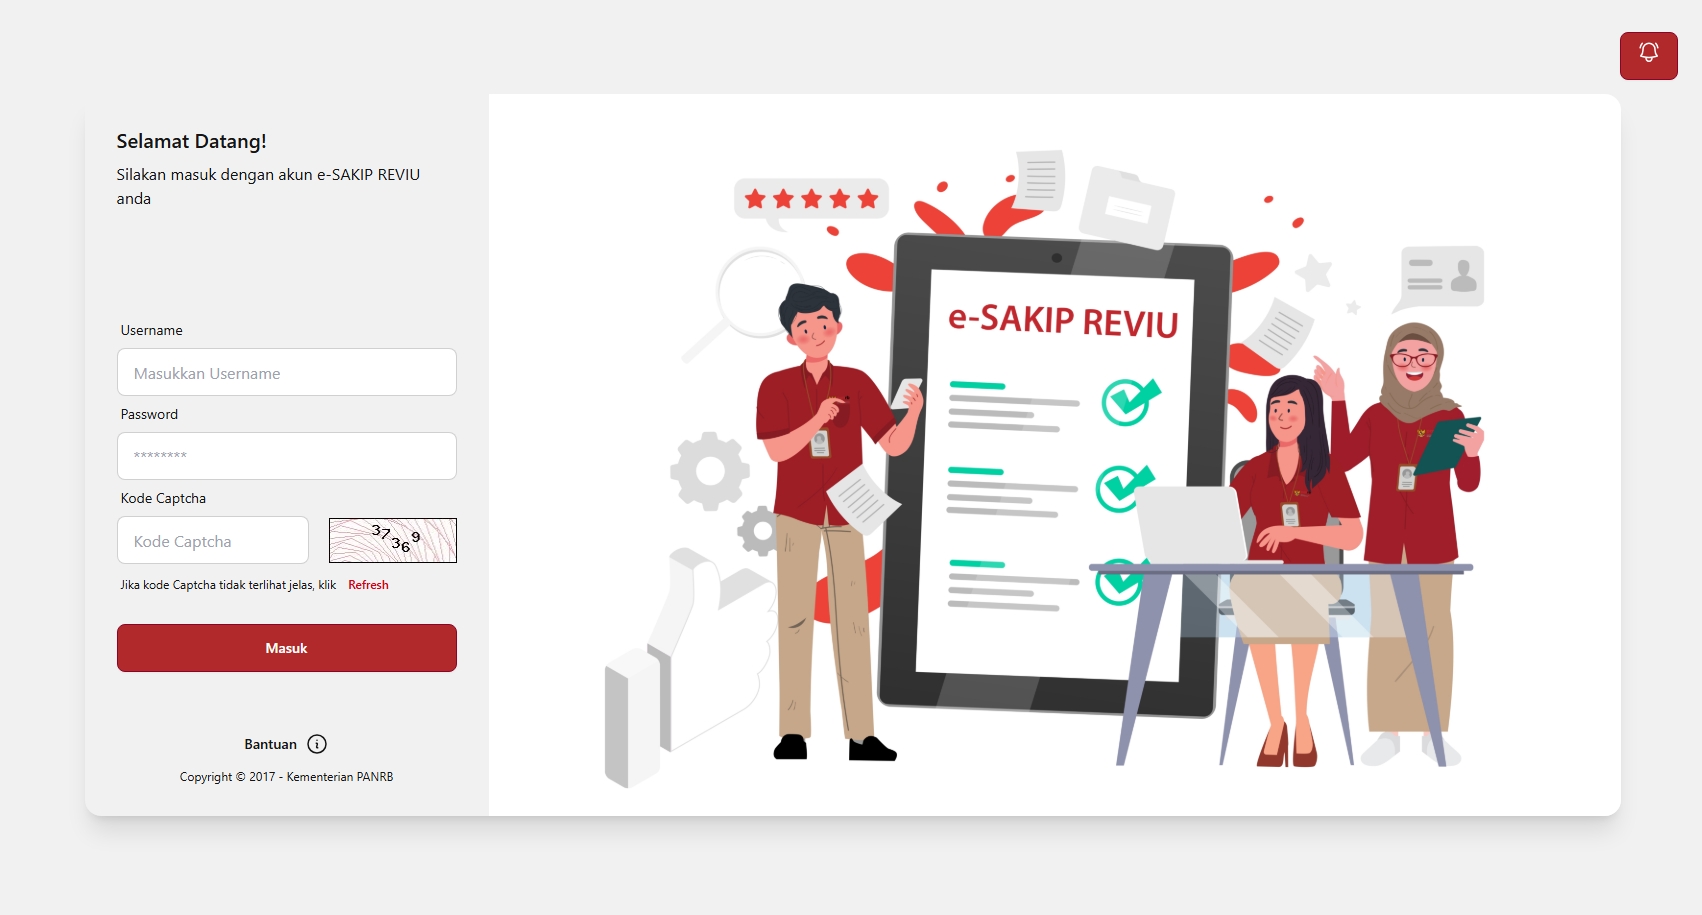 Selamat Datang!
Silakan masuk dengan akun e-SAKIP REVIU
anda
Username
Masukkan Username
Password
********
Kode Captcha
Kode Captcha
37369
Jika kode Captcha tidak terlihat jelas, klik Refresh
Masuk
Bantuan
Copyright © 2017 - Kementerian PANRB
e-SAKIP REVIU